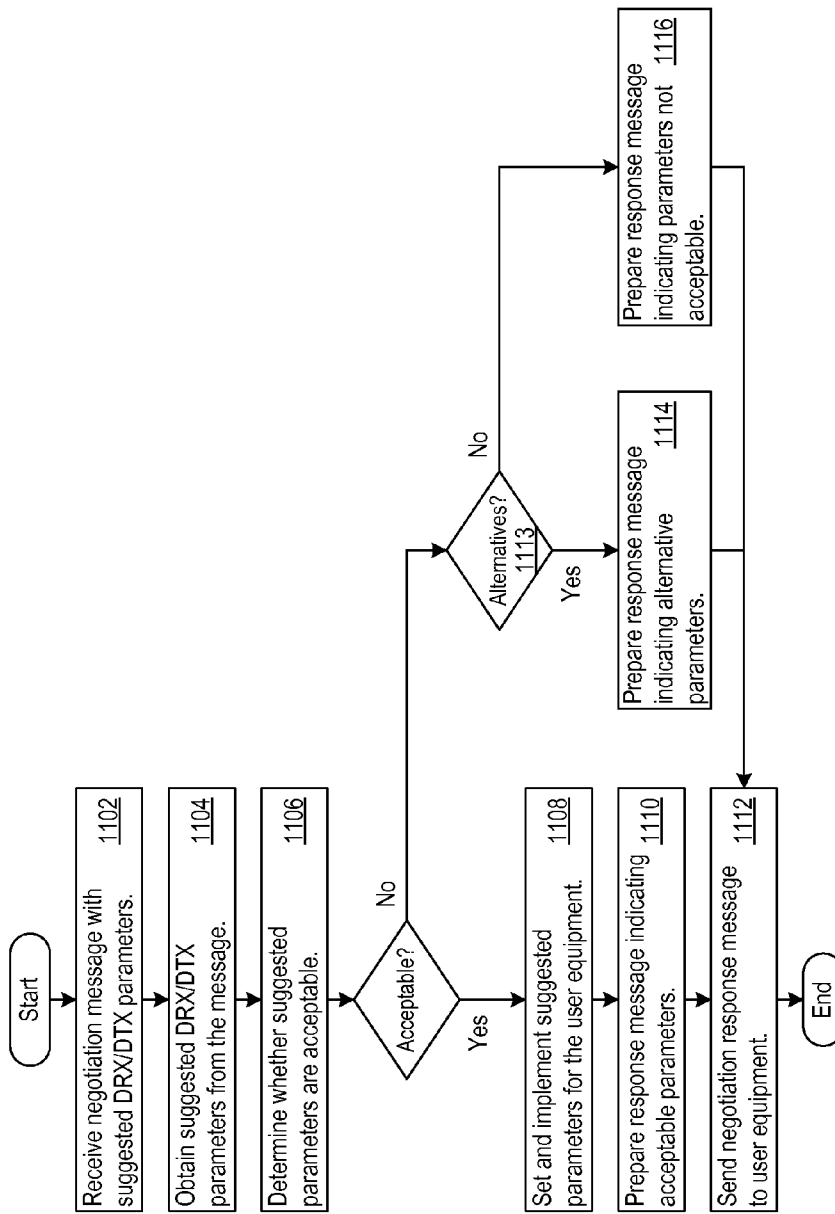 Start
Receive negotiation message with
suggested DRX/DTX parameters. 1102
Obtain suggested DRX/DTX 1104
parameters from the message.
Determine whether suggested
parameters are acceptable. 1106
Acceptable?
No
Yes
Set and implement suggested
parameters for the user equipment. 1108
Prepare response message indicating
acceptable parameters. 1110
Send negotiation response message
to user equipment. 1112
End
Alternatives?
1113
No
Yes
Prepare response message
indicating alternative
parameters. 1114
Prepare response message
indicating parameters not
acceptable. 1116